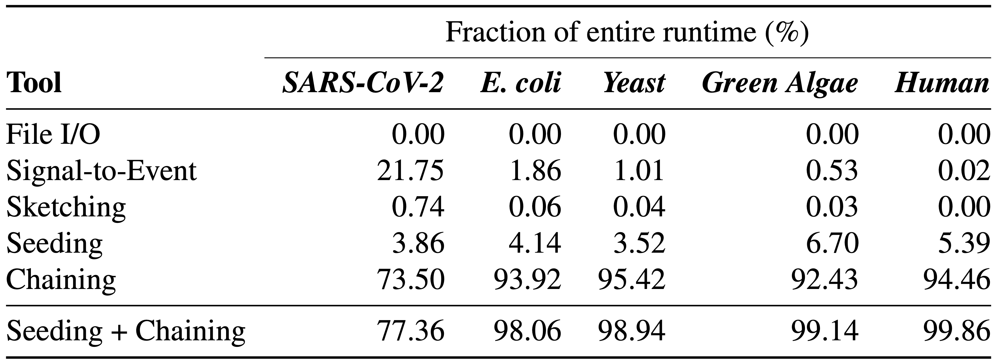 Fraction of entire runtime (%)
Tool SARS-CoV-2 E. coli Yeast Green Algae Human
File I/O 0.00 0.00 0.00 0.00 0.00
Signal-to-Event 21.75 1.86 1.01 0.53 0.02
Sketching 0.74 0.06 0.04 0.03 0.00
Seeding 3.86 4.14 3.52 6.70 5.39
Chaining 73.50 93.92 95.42 92.43 94.46
Seeding + Chaining 77.36 98.06 98.94 99.14 99.86